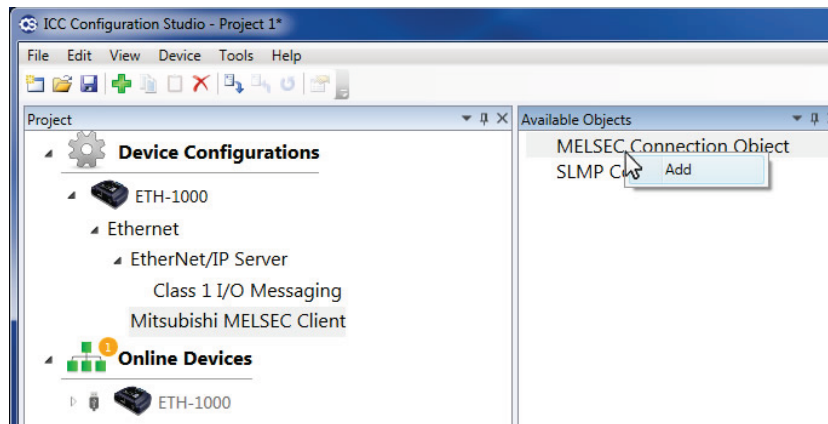 ICC Configuration Studio - Project 1*
File Edit View Device Tools Help
Project
Available Objects
Device Configurations
ETH-1000
Ethernet
EtherNet/IP Server
Class 1 I/O Messaging
Mitsubishi MELSEC Client
1
Online Devices
ETH-1000
MELSEC Connection Object
SLMP C
Add